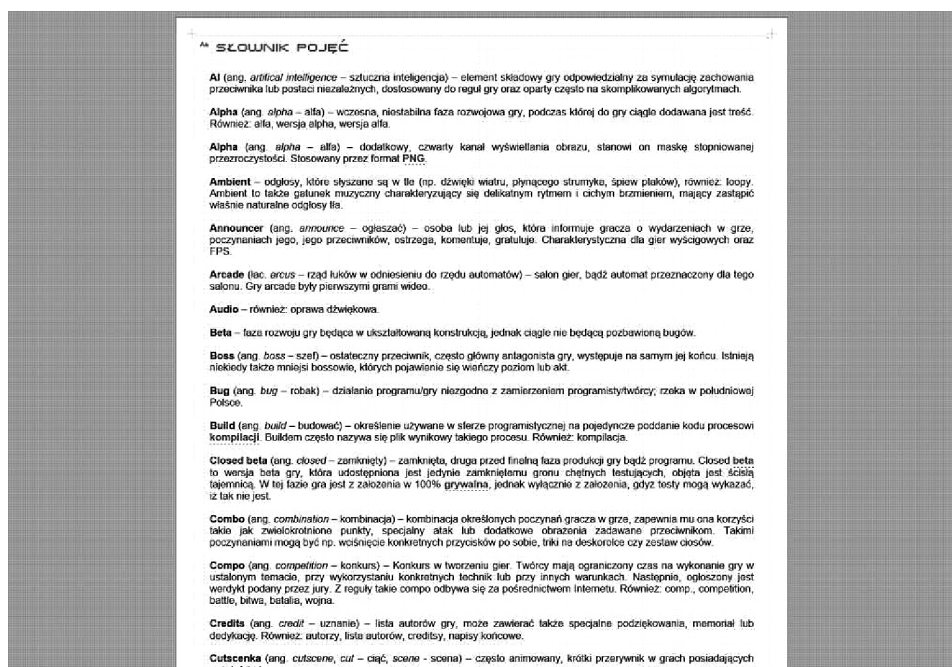 Aa SŁOWNIK POJĘĆ
AI (ang. artifical intelligence – sztuczna inteligencja) – element składowy gry odpowiedzialny za symulację zachowania
przeciwnika lub postaci niezależnych, dostosowany do reguł gry oraz oparty często na skomplikowanych algorytmach.
Alpha (ang. alpha – alfa) – wczesna, niestabilna faza rozwojowa gry, podczas której do gry ciągle dodawana jest treść.
Również: alfa, wersja alpha, wersja alfa.
Alpha (ang. alpha – alfa) – dodatkowy, czwarty kanał wyświetlania obrazu, stanowi on maskę stopniowanej
przezroczystości. Stosowany przez format PNG.
Ambient – odgłosy, które słyszane są w tle (np. dźwięki wiatru, płynącego strumyka, śpiew ptaków), również: loopy.
Ambient to także gatunek muzyczny charakteryzujący się delikatnym rytmem i cichym brzmieniem, mający zastąpić
właśnie naturalne odgłosy tła.
Announcer (ang. announce – ogłaszać) – osoba lub jej głos, która informuje gracza o wydarzeniach w grze,
poczynaniach jego, jego przeciwników, ostrzega, komentuje, gratuluje. Charakterystyczna dla gier wyścigowych oraz
FPS.
Arcade (łac. arcus – rząd łuków w odniesieniu do rzędu automatów) – salon gier, bądź automat przeznaczony dla tego
salonu. Gry arcade były pierwszymi grami wideo.
Audio – również: oprawa dźwiękowa.
Beta – faza rozwoju gry będąca w ukształtowaną konstrukcją, jednak ciągle nie będącą pozbawioną bugów.
Boss (ang. boss – szef) – ostateczny przeciwnik, często główny antagonista gry, występuje na samym jej końcu. Istnieją
niekiedy także mniejsi bossowie, których pojawienie się wieńczy poziom lub akt.
Bug (ang. bug – robak) – działanie programu/gry niezgodne z zamierzeniem programisty/twórcy; rzeka w południowej
Polsce.
Build (ang. build – budować) – określenie używane w sferze programistycznej na pojedyncze poddanie kodu procesowi
kompilacji. Buildem często nazywa się plik wynikowy takiego procesu. Również: kompilacja.
Closed beta (ang. closed – zamknięty) – zamknięta, druga przed finalną faza produkcji gry bądź programu. Closed beta
to wersja beta gry, która udostępniona jest jedynie zamkniętemu gronu chętnych testujących, objęta jest ścisłą
tajemnicą. W tej fazie gra jest z założenia w 100% grywalna, jednak wyłącznie z założenia, gdyż testy mogą wykazać,
iż tak nie jest.
Combo (ang. combination – kombinacja) – kombinacja określonych poczynań gracza w grze, zapewnia mu ona korzyści
takie jak zwielokrotnione punkty, specjalny atak lub dodatkowe obrażenia zadawane przeciwnikom. Takimi
poczynaniami mogą być np. wciśnięcie konkretnych przycisków po sobie, triki na deskorolce czy zestaw ciosów.
Compo (ang. competition – konkurs) – Konkurs w tworzeniu gier. Twórcy mają ograniczony czas na wykonanie gry w
ustalonym temacie, przy wykorzystaniu konkretnych technik lub przy innych warunkach. Następnie, ogłoszony jest
werdykt podany przez jury. Z reguły takie compo odbywa się za pośrednictwem Internetu. Również: comp., competition,
battle, bitwa, batalia, wojna.
Credits (ang. credit – uznanie) – lista autorów gry, może zawierać także specjalne podziękowania, memoriał lub
dedykację. Również: autorzy, lista autorów, creditsy, napisy końcowe.
Cutscenka (ang. cutscene, cut – ciąć, scene - scena) – często animowany, krótki przerywnik w grach posiadających